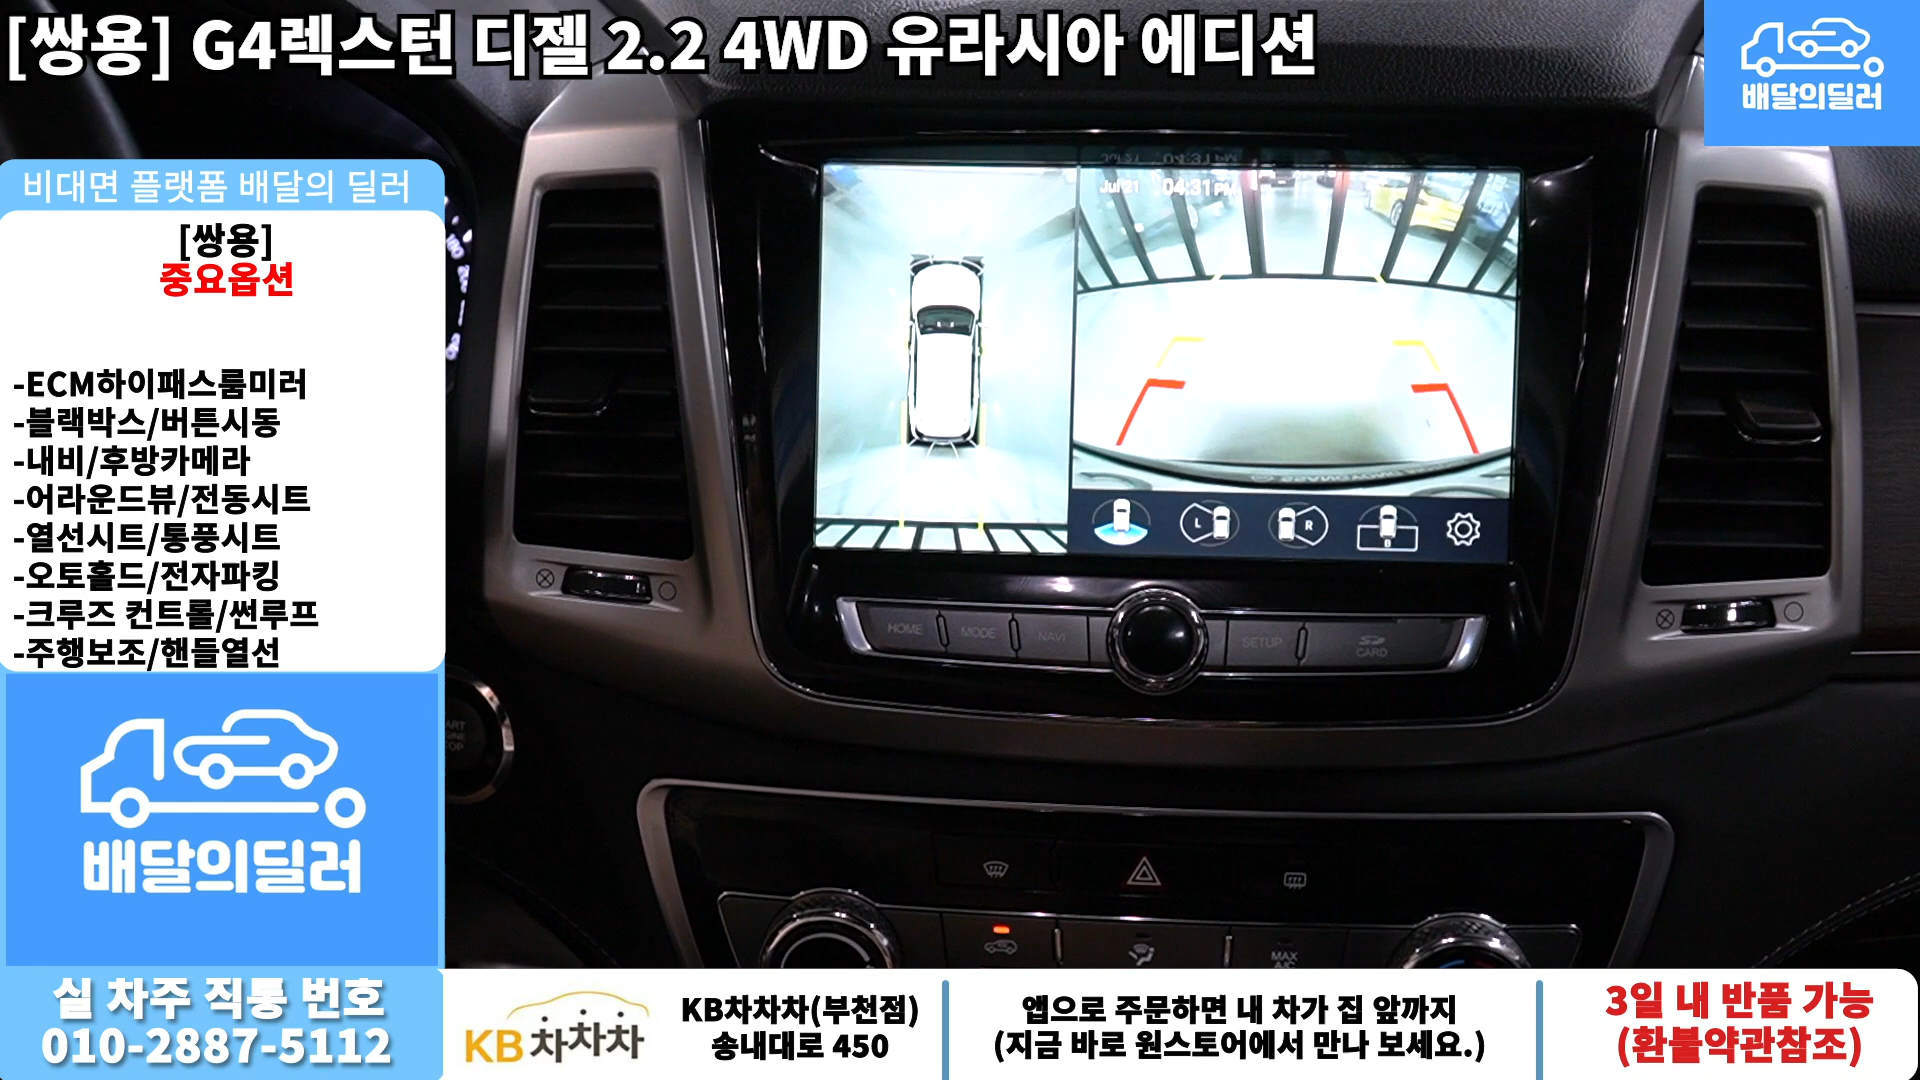 [쌍용] G4렉스턴 디젤 2.2 4WD 유라시아 에디션
배달의딜러
비대면 플랫폼 배달의 딜러
[쌍용]
중요옵션
-ECM하이패스룸미러
-블랙박스/버튼시동
-내비/후방카메라
-어라운드뷰/전동시트
-열선시트/통풍시트
-오토홀드/전자파킹
-크루즈 컨트롤/썬루프
-주행보조/핸들열선
배달의딜러
실 차주 직통 번호
010-2887-5112
Jul 21 04:31 PM
L
R
B
HOME
MODE
NAVI
SETUP
SD CARD
MAX A/C
KB차차차
KB차차차(부천점)
송내대로 450
앱으로 주문하면 내 차가 집 앞까지
(지금 바로 원스토어에서 만나 보세요.)
3일 내 반품 가능
(환불약관참조)